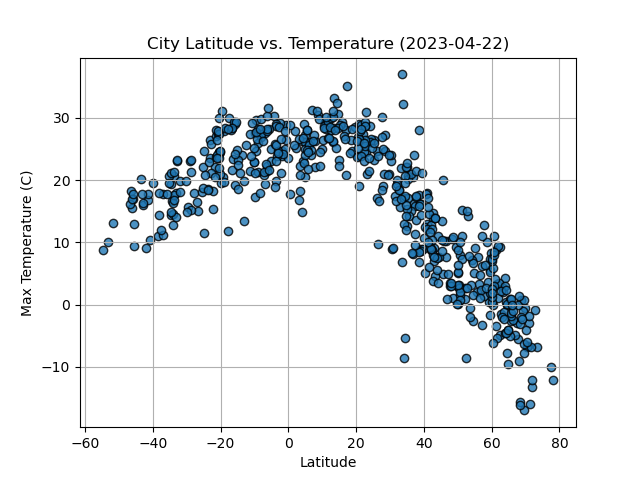 City Latitude vs. Temperature (2023-04-22)
Max Temperature (C)
30
20
10
0
−10
−60 −40 −20 0 20 40 60 80
Latitude